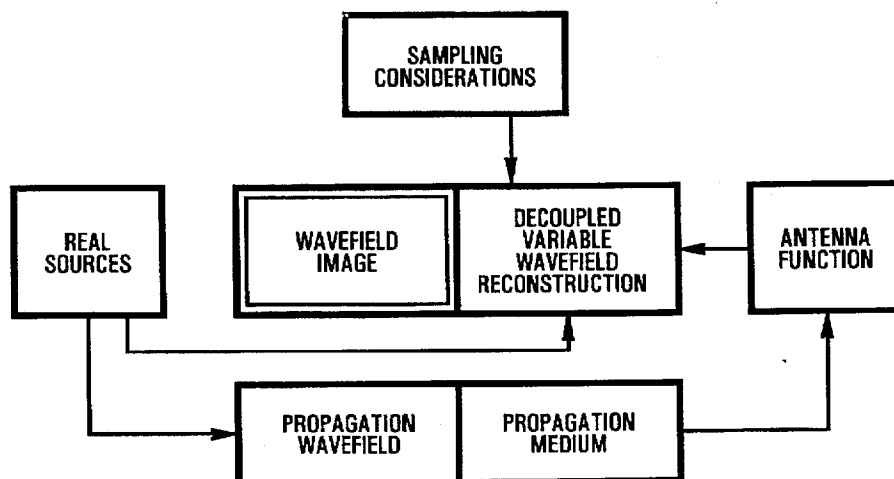 SAMPLING
CONSIDERATIONS
REAL
SOURCES
WAVEFIELD
IMAGE
DECOUPLED
VARIABLE
WAVEFIELD
RECONSTRUCTION
ANTENNA
FUNCTION
PROPAGATION
WAVEFIELD
PROPAGATION
MEDIUM